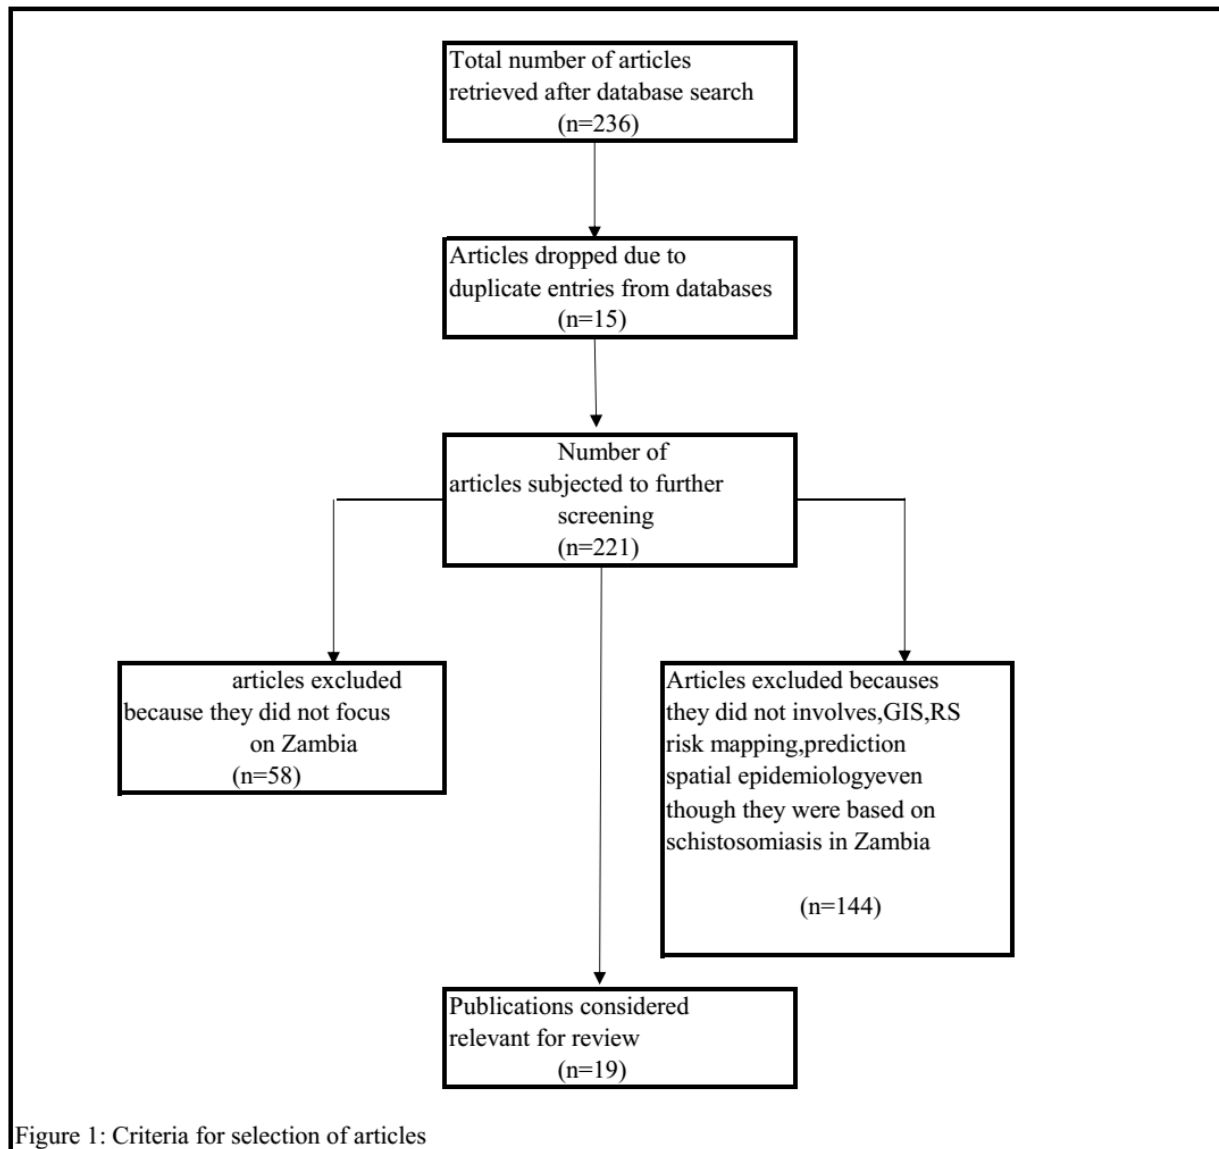 Total number of articles
retrieved after database search
(n=236)
Articles dropped due to
duplicate entries from databases
(n=15)
Number of
articles subjected to further
screening
(n=221)
articles excluded
because they did not focus
on Zambia
(n=58)
Articles excluded becauses
they did not involves,GIS,RS
risk mapping,prediction
spatial epidemiologyeven
though they were based on
schistosomiasis in Zambia
(n=144)
Publications considered
relevant for review
(n=19)
Figure 1: Criteria for selection of articles